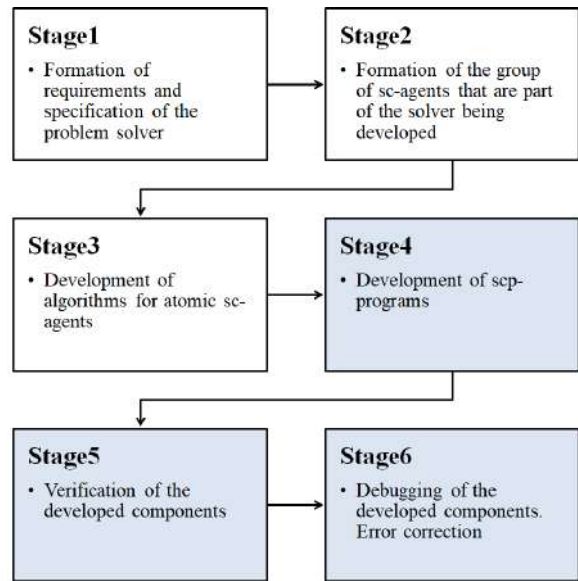 Stage1
• Formation of
requirements and
specification of the
problem solver
Stage2
• Formation of the group
of sc-agents that are part
of the solver being
developed
Stage3
• Development of
algorithms for atomic sc-
agents
Stage4
• Development of scp-
programs
Stage5
• Verification of the
developed components
Stage6
• Debugging of the
developed components.
Error correction